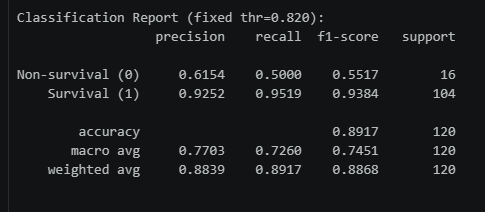 Classification Report (fixed thr=0.820):
precision recall f1-score support
Non-survival (0) 0.6154 0.5000 0.5517 16
Survival (1) 0.9252 0.9519 0.9384 104
accuracy 0.8917 120
macro avg 0.7703 0.7260 0.7451 120
weighted avg 0.8839 0.8917 0.8868 120